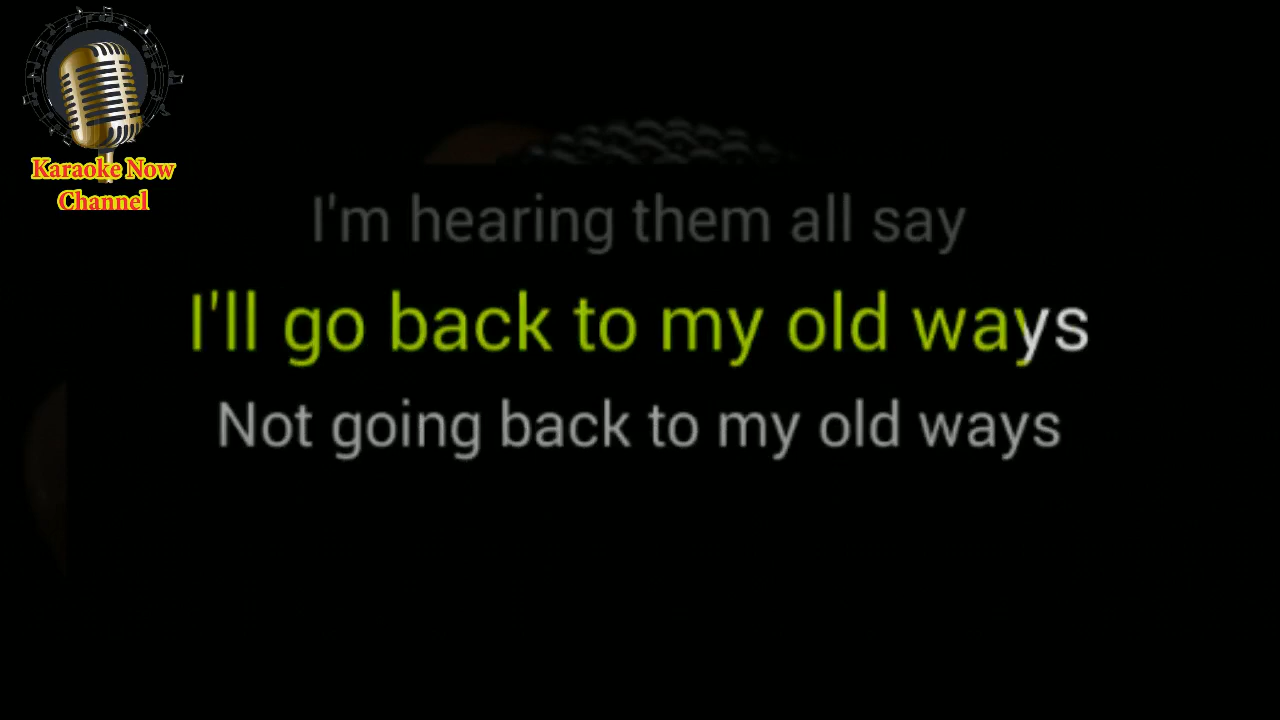 Karaoke Now
Channel
I'm hearing them all say
I'll go back to my old ways
Not going back to my old ways